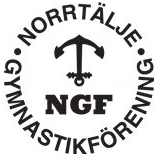 NORRTÄLJE
NGF
• GYMNASTIKFÖRENING •